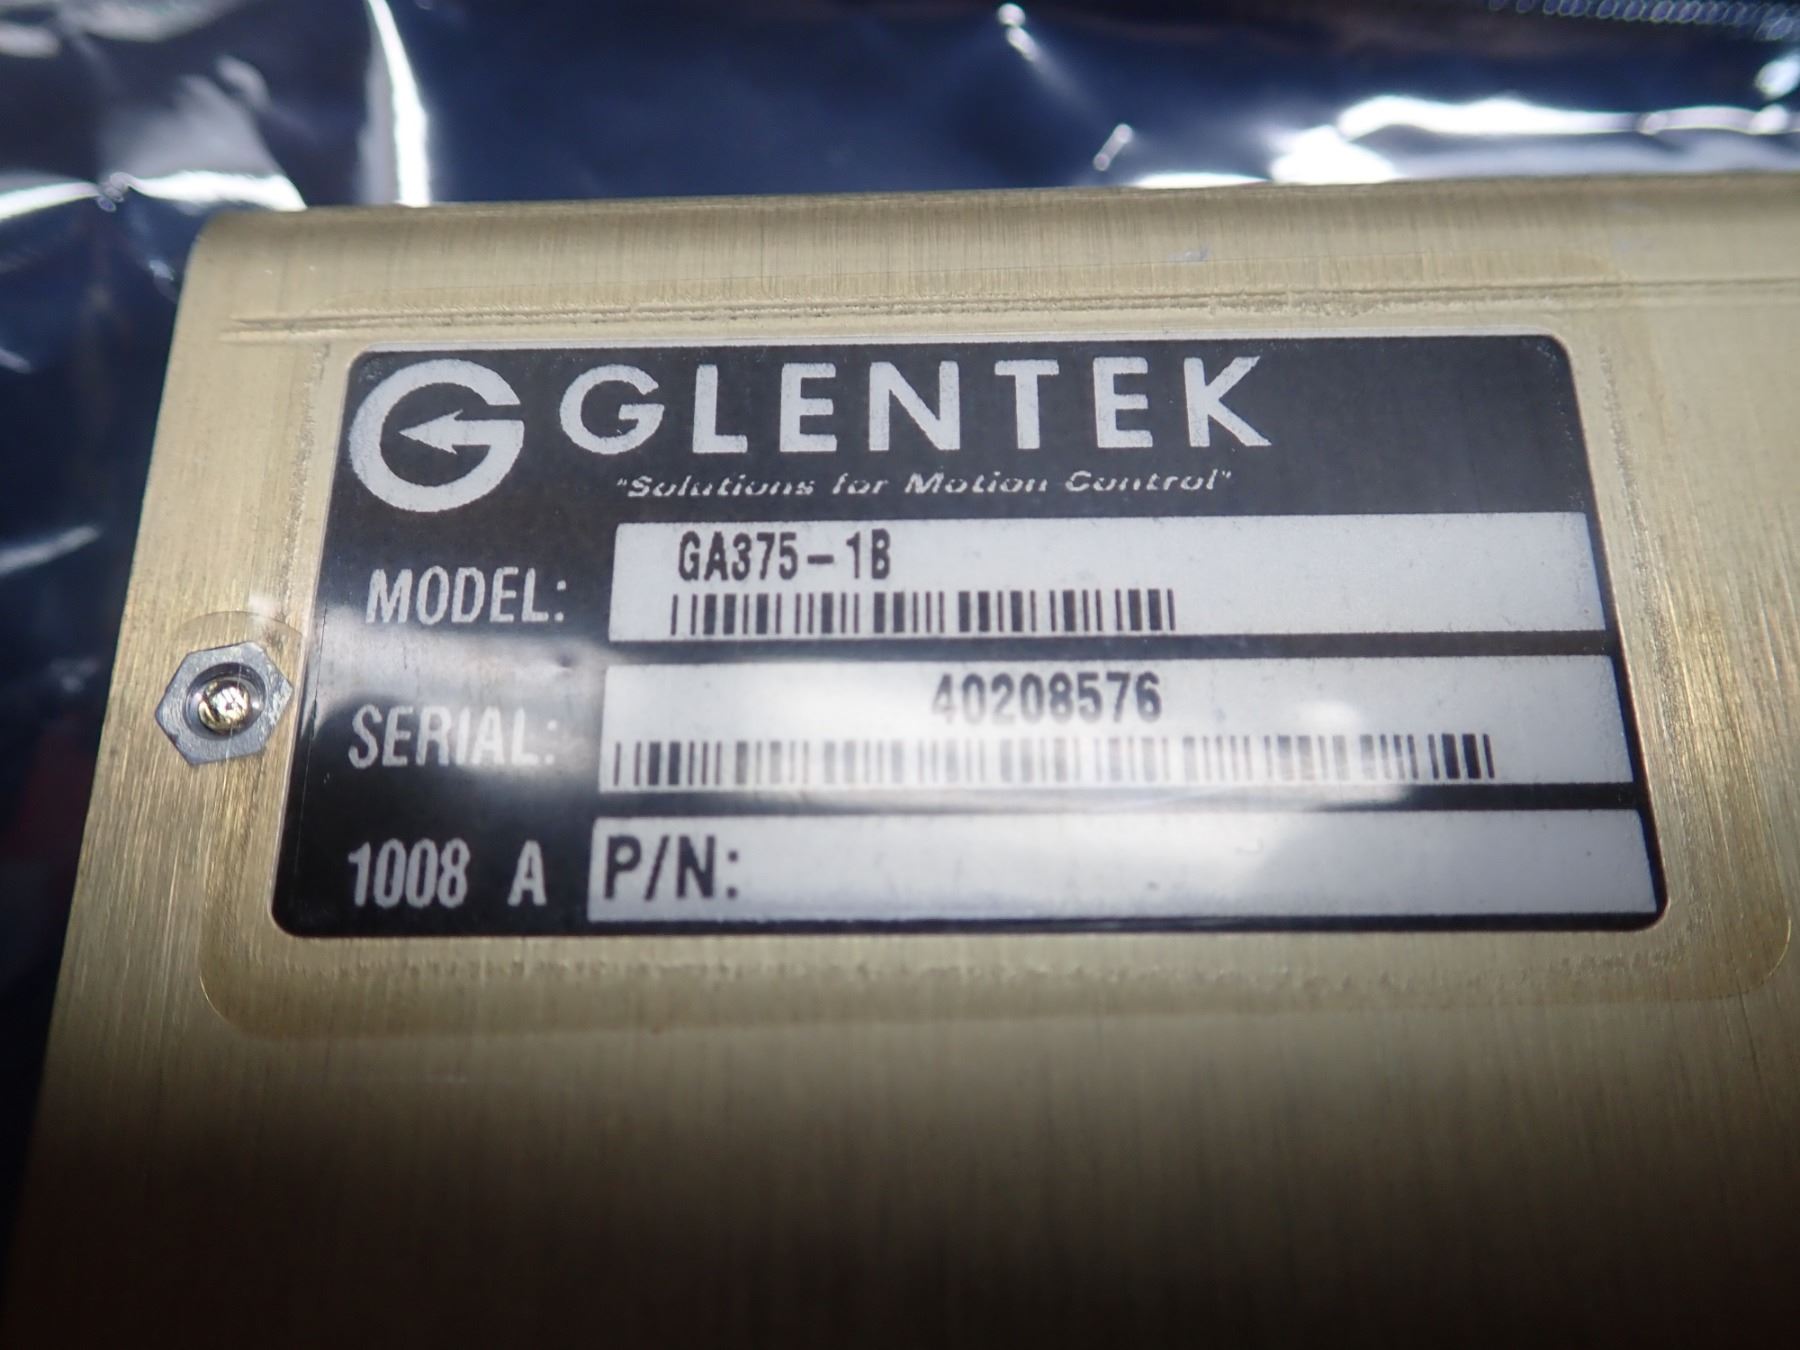 GLENTEK
"Solutions for Motion Control"
MODEL: GA375-1B
SERIAL: 40208576
1008 A P/N: